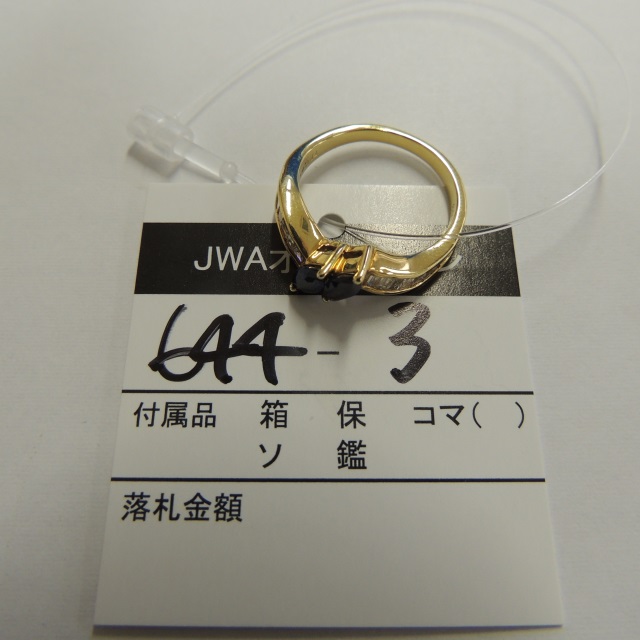 JWAオ
644-3
付属品 箱 保 コマ( )
ソ 鑑
落札金額